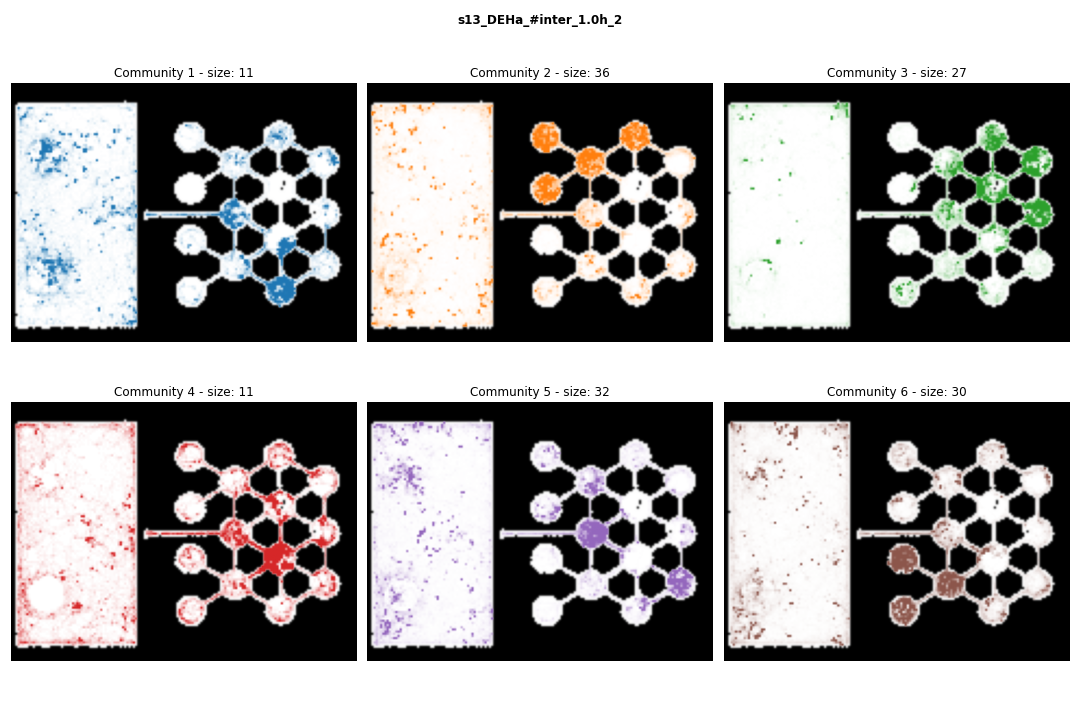 s13_DEHa_#inter_1.0h_2
Community 1 - size: 11
Community 2 - size: 36
Community 3 - size: 27
Community 4 - size: 11
Community 5 - size: 32
Community 6 - size: 30